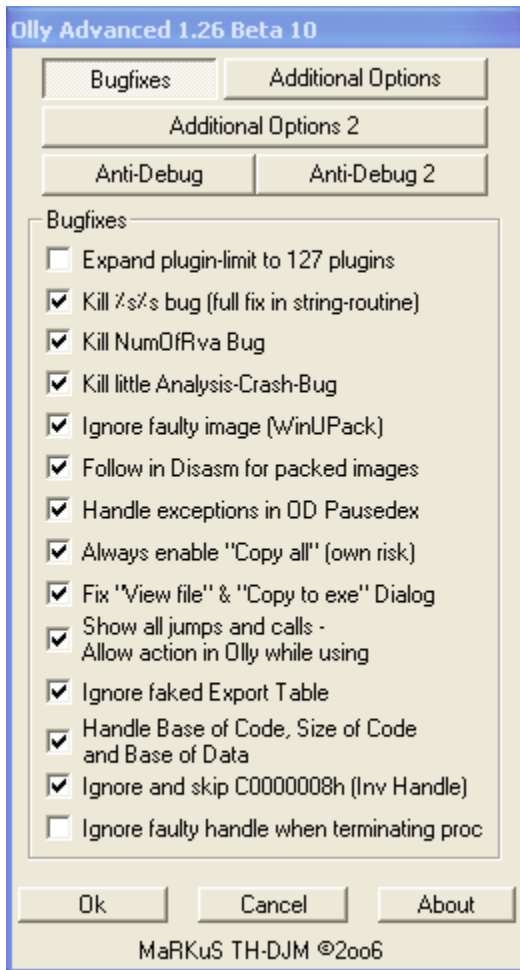 Olly Advanced 1.26 Beta 10
Bugfixes
Additional Options
Additional Options 2
Anti-Debug
Anti-Debug 2
Bugfixes
Expand plugin-limit to 127 plugins
Kill %s%s bug (full fix in string-routine)
Kill NumOfRva Bug
Kill little Analysis-Crash-Bug
Ignore faulty image (WinUPack)
Follow in Disasm for packed images
Handle exceptions in OD Pausedex
Always enable "Copy all" (own risk)
Fix "View file" & "Copy to exe" Dialog
Show all jumps and calls -
Allow action in Olly while using
Ignore faked Export Table
Handle Base of Code, Size of Code
and Base of Data
Ignore and skip C0000008h (Inv Handle)
Ignore faulty handle when terminating proc
Ok
Cancel
About
MaRKuS TH-DJM ©2oo6